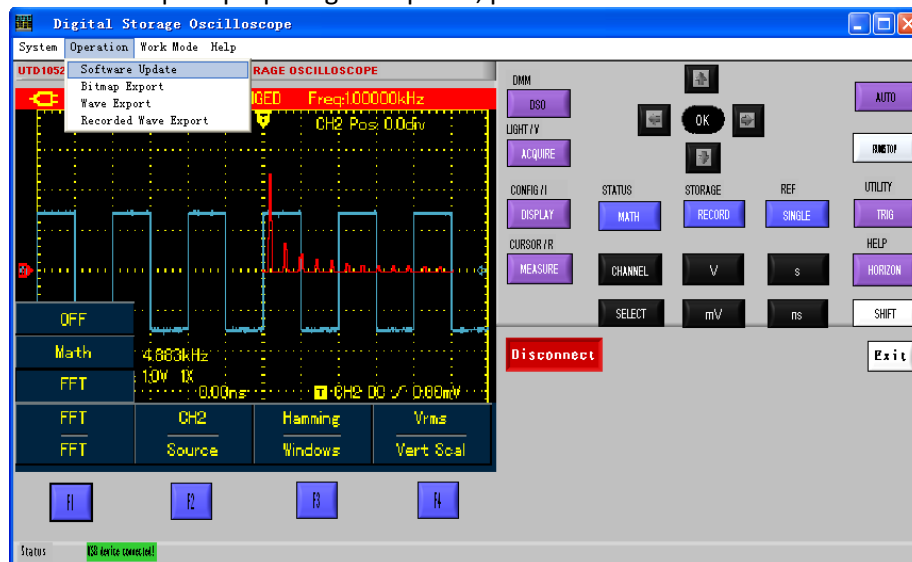 Digital Storage Oscilloscope
System Operation Work Mode Help
Software Update
Bitmap Export
Wave Export
Recorded Wave Export
UTD1052
RAGE OSCILLOSCOPE
GED Freq:100000kHz
CH2 Pos: 0.0div
OFF
Math
FFT
4.883kHz
1.0V 1X
0.00ns
T CH2 DC 0.00mV
FFT CH2 Hamming Vrms
FFT Source Windows Vert Scal
F1 F2 F3 F4
DMM
DSO
LIGHT / V
ACQUIRE
CONFIG / I
DISPLAY
CURSOR / R
MEASURE
OK
AUTO
RUN/STOP
STATUS STORAGE REF UTILITY
MATH RECORD SINGLE TRIG
HELP
CHANNEL V s HORIZON
SELECT mV ns SHIFT
Disconnect Exit
Status USB device connected!